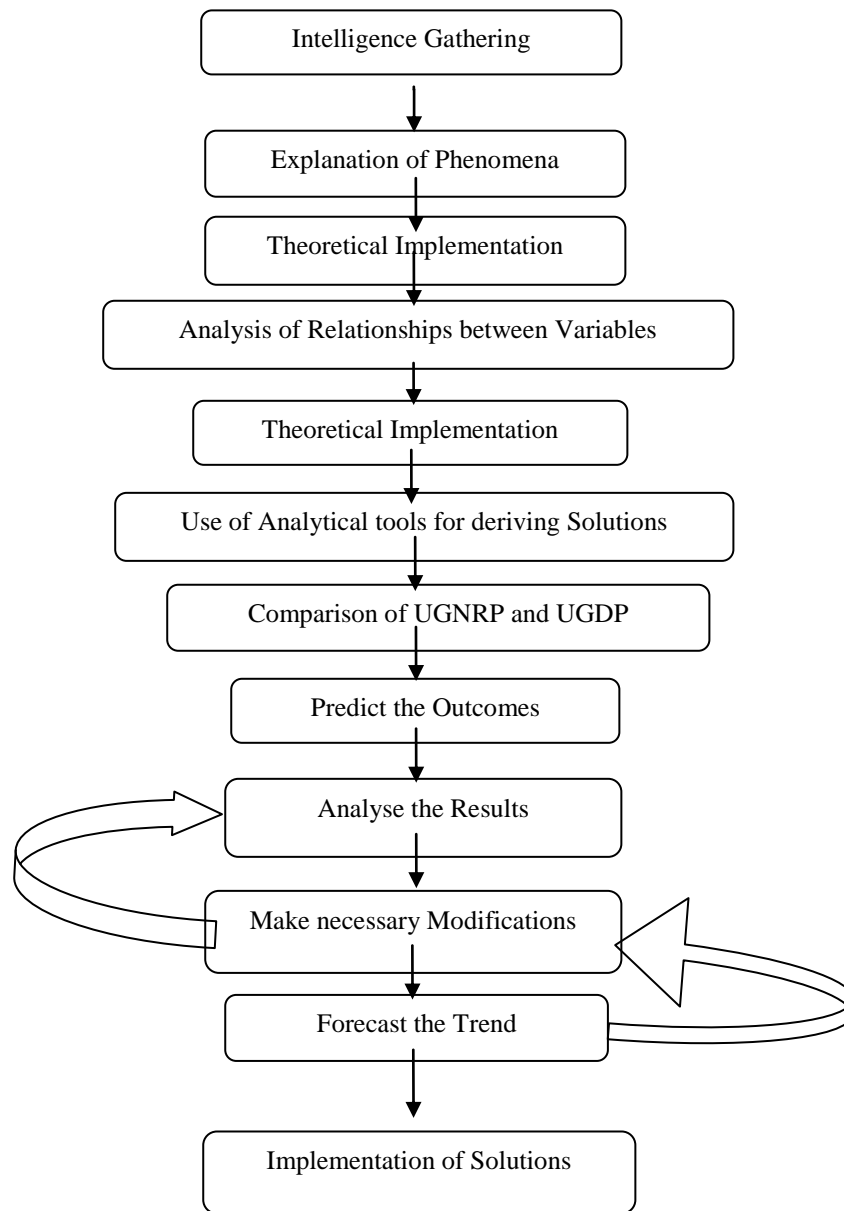 Intelligence Gathering
Explanation of Phenomena
Theoretical Implementation
Analysis of Relationships between Variables
Theoretical Implementation
Use of Analytical tools for deriving Solutions
Comparison of UGNRP and UGDP
Predict the Outcomes
Analyse the Results
Make necessary Modifications
Forecast the Trend
Implementation of Solutions